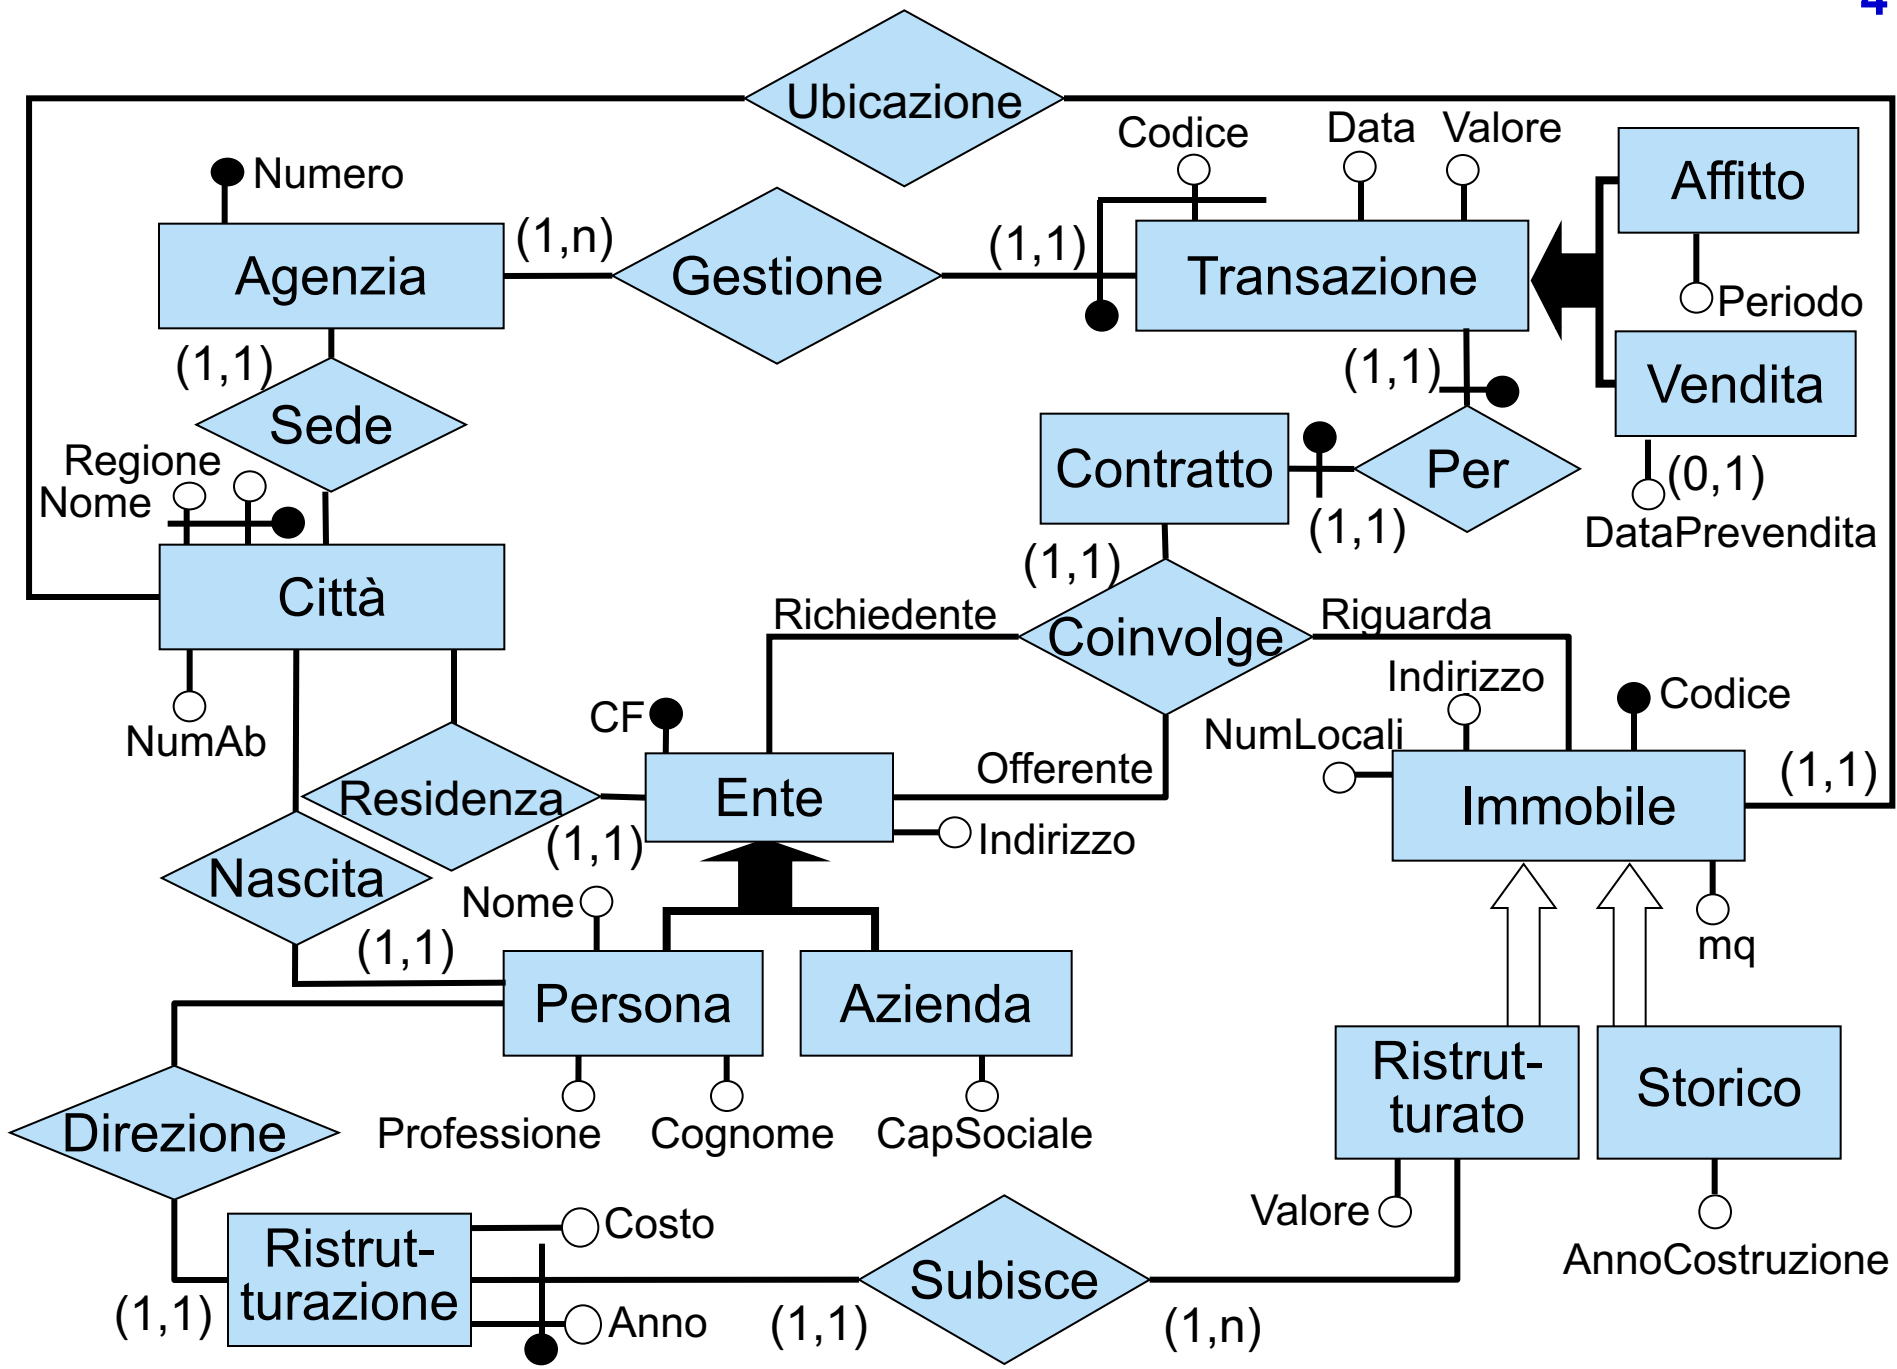 4
Ubicazione
Codice
Data
Valore
Affitto
Numero
(1,n)
(1,1)
Agenzia
Gestione
Transazione
Periodo
(1,1)
(1,1)
Vendita
Sede
Regione
Nome
Contratto
Per
(0,1)
(1,1)
DataPrevendita
(1,1)
Città
Richiedente
Coinvolge
Riguarda
Indirizzo
Codice
CF
NumAb
NumLocali
Offerente
(1,1)
Residenza
Ente
Immobile
(1,1)
Indirizzo
Nascita
Nome
(1,1)
mq
Persona
Azienda
Ristrut-
turato
Storico
Direzione
Professione
Cognome
CapSociale
Valore
Costo
AnnoCostruzione
Ristrut-
turazione
Subisce
(1,1)
Anno
(1,1)
(1,n)